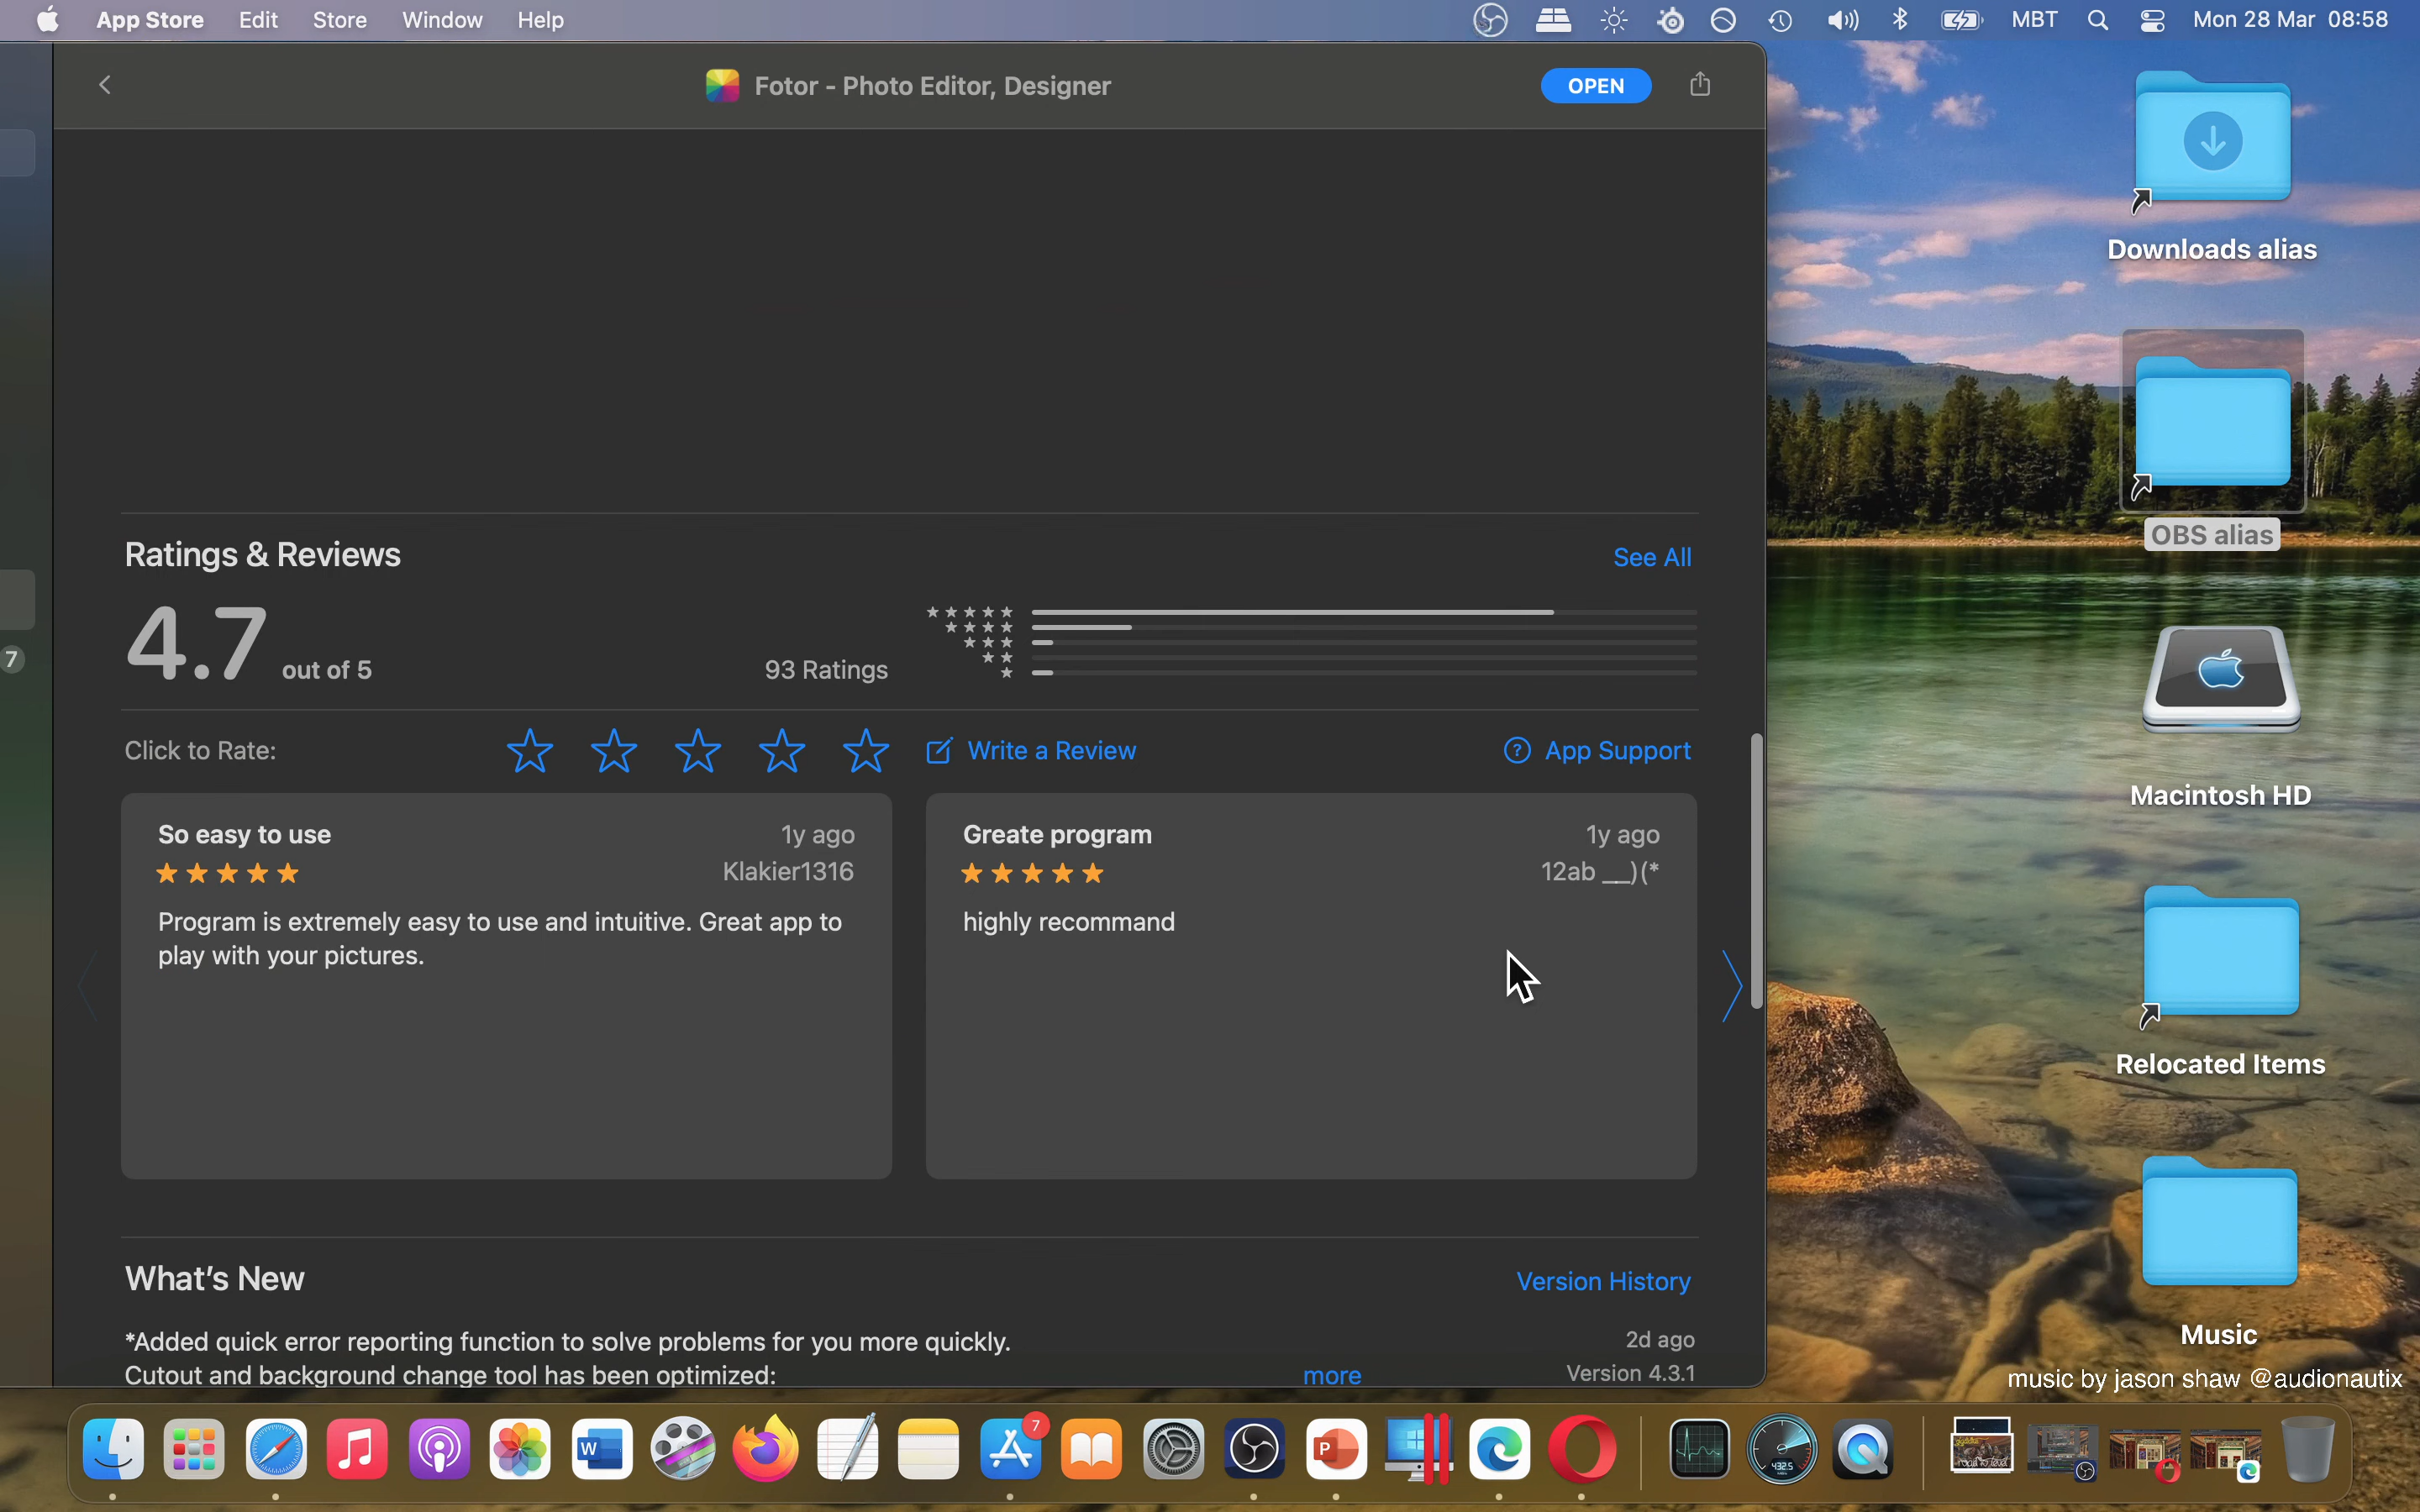 App Store Edit Store Window Help MBT Mon 28 Mar 08:58
Fotor - Photo Editor, Designer OPEN
Downloads alias
OBS alias
Ratings & Reviews See All
4.7 out of 5 93 Ratings
7
Click to Rate: Write a Review ? App Support
Macintosh HD
So easy to use 1y ago
Klakier1316
Program is extremely easy to use and intuitive. Great app to
play with your pictures.
Greate program 1y ago
12ab __)(*
highly recommand
Relocated Items
What's New Version History
*Added quick error reporting function to solve problems for you more quickly. 2d ago
Cutout and background change tool has been optimized: more Version 4.3.1
Music
music by jason shaw @audionautix
W 7 P 432.5